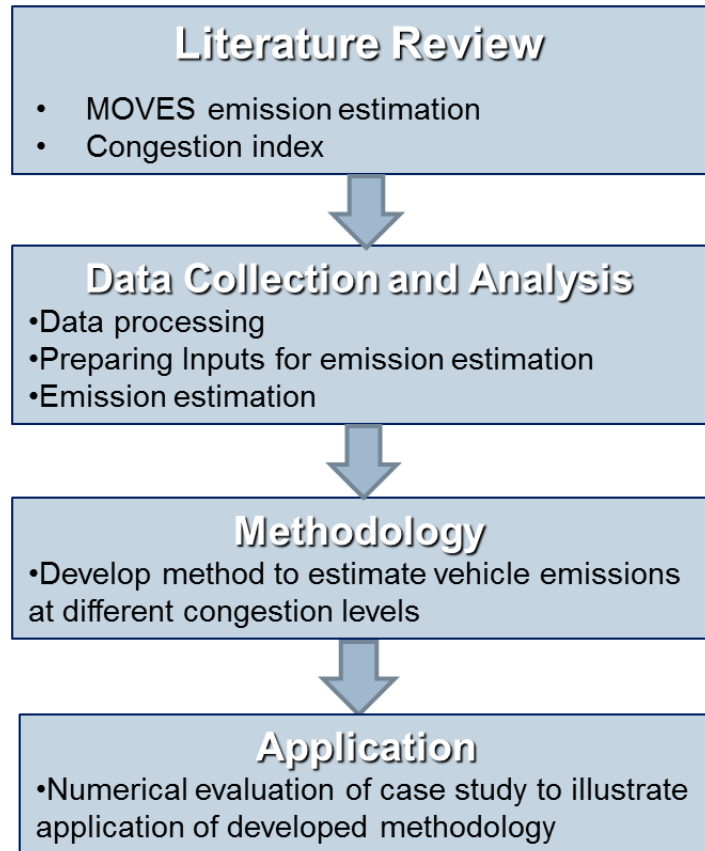 Literature Review
• MOVES emission estimation
• Congestion index
Data Collection and Analysis
•Data processing
•Preparing Inputs for emission estimation
•Emission estimation
Methodology
•Develop method to estimate vehicle emissions
at different congestion levels
Application
•Numerical evaluation of case study to illustrate
application of developed methodology